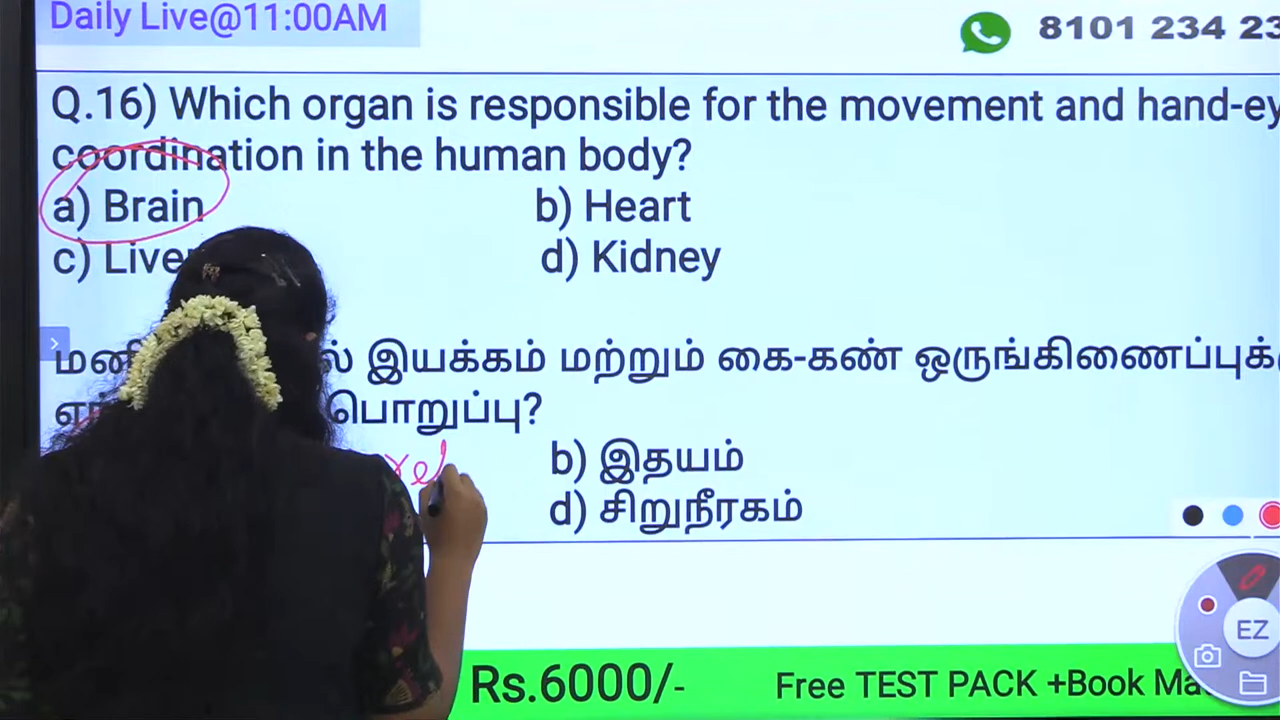 Daily Live@11:00AM
8101 234 23
Q.16) Which organ is responsible for the movement and hand-ey
coordination in the human body?
a) Brain b) Heart
c) Live d) Kidney
மனி ல் இயக்கம் மற்றும் கை-கண் ஒருங்கிணைப்புக்கு
பொறுப்பு?
b) இதயம்
d) சிறுநீரகம்
EZ
Rs.6000/- Free TEST PACK +Book Ma